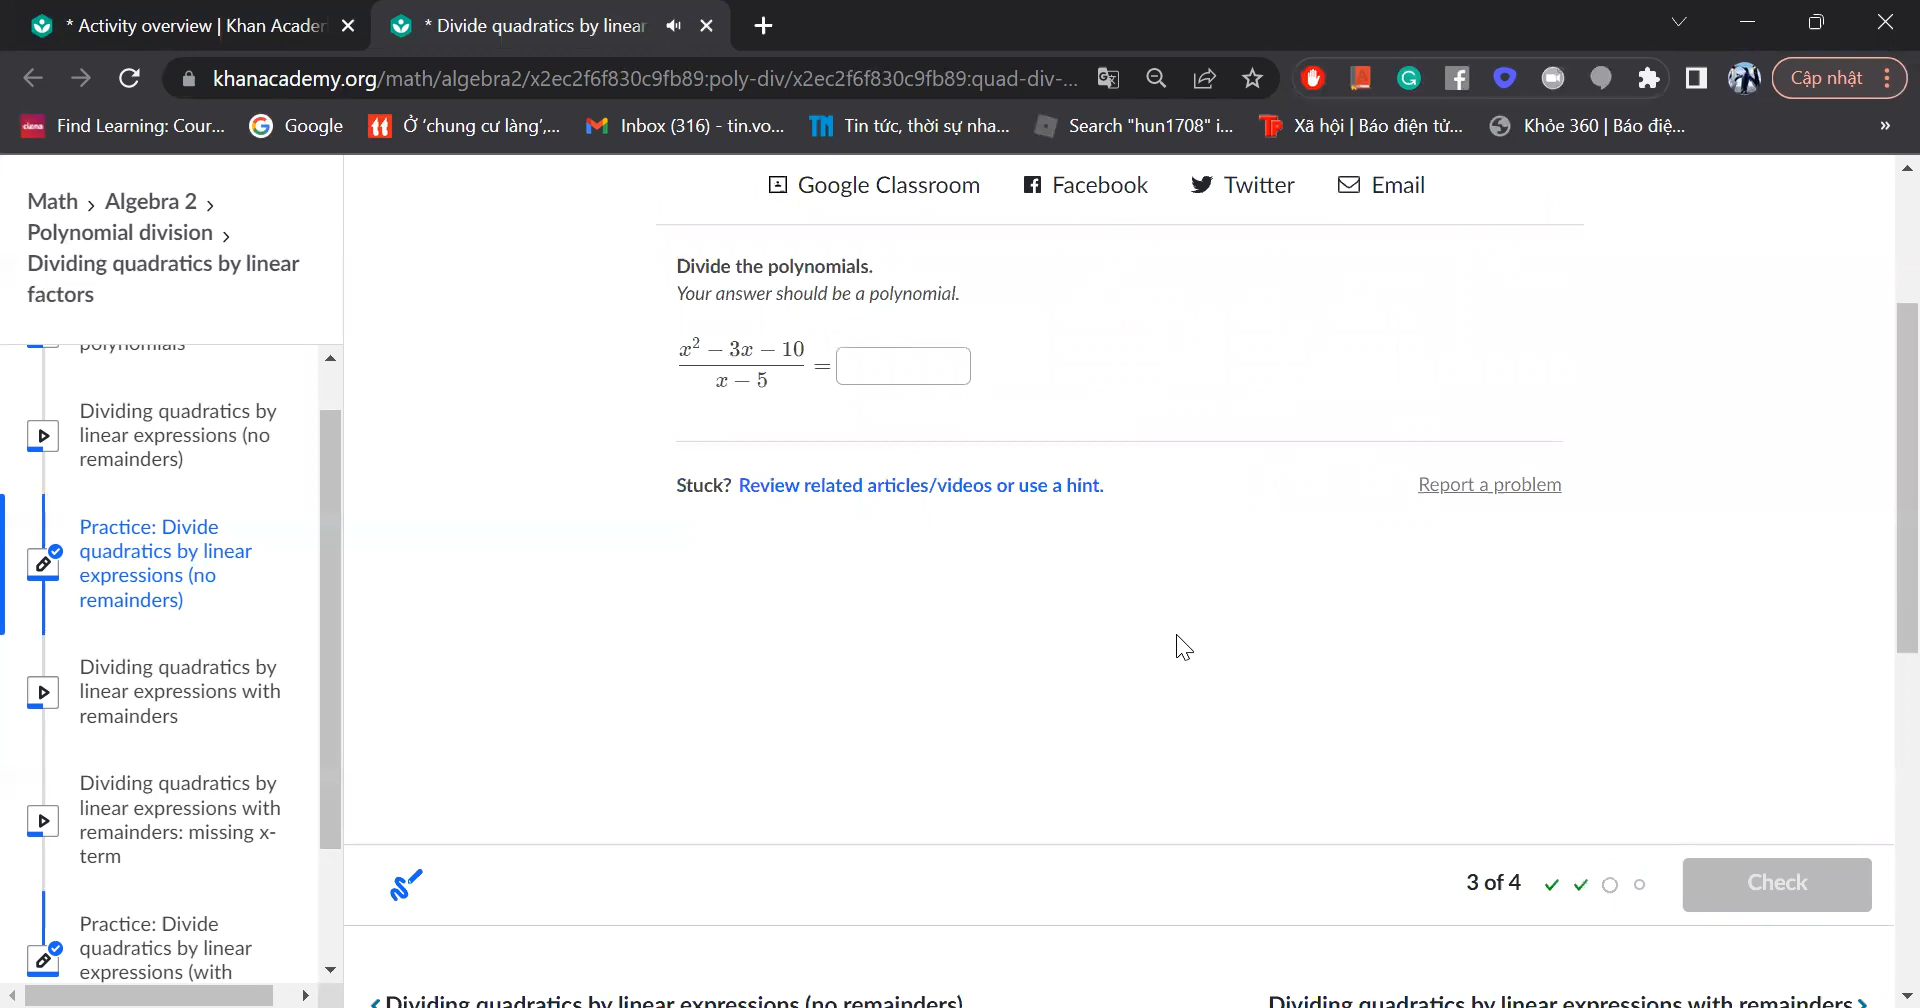 * Activity overview | Khan Acader
* Divide quadratics by linear
khanacademy.org/math/algebra2/x2ec2f6f830c9fb89:poly-div/x2ec2f6f830c9fb89:quad-div-...
Cập nhật
ciena Find Learning: Cour...
Google
Ở 'chung cư làng',...
Inbox (316) - tin.vo...
TN Tin tức, thời sự nha...
Search "hun1708" i...
TP Xã hội | Báo điện tử...
Khỏe 360 | Báo điệ...
»
Math > Algebra 2 >
Polynomial division >
Dividing quadratics by linear
factors
polynomials
Dividing quadratics by
linear expressions (no
remainders)
Practice: Divide
quadratics by linear
expressions (no
remainders)
Dividing quadratics by
linear expressions with
remainders
Dividing quadratics by
linear expressions with
remainders: missing x-
term
Practice: Divide
quadratics by linear
expressions (with
Google Classroom
Facebook
Twitter
Email
Divide the polynomials.
Your answer should be a polynomial.
x² − 3x − 10
x − 5
=
Stuck? Review related articles/videos or use a hint.
Report a problem
3 of 4
Check
Dividing quadratics by linear expressions (no remainders)
Dividing quadratics by linear expressions with remainders